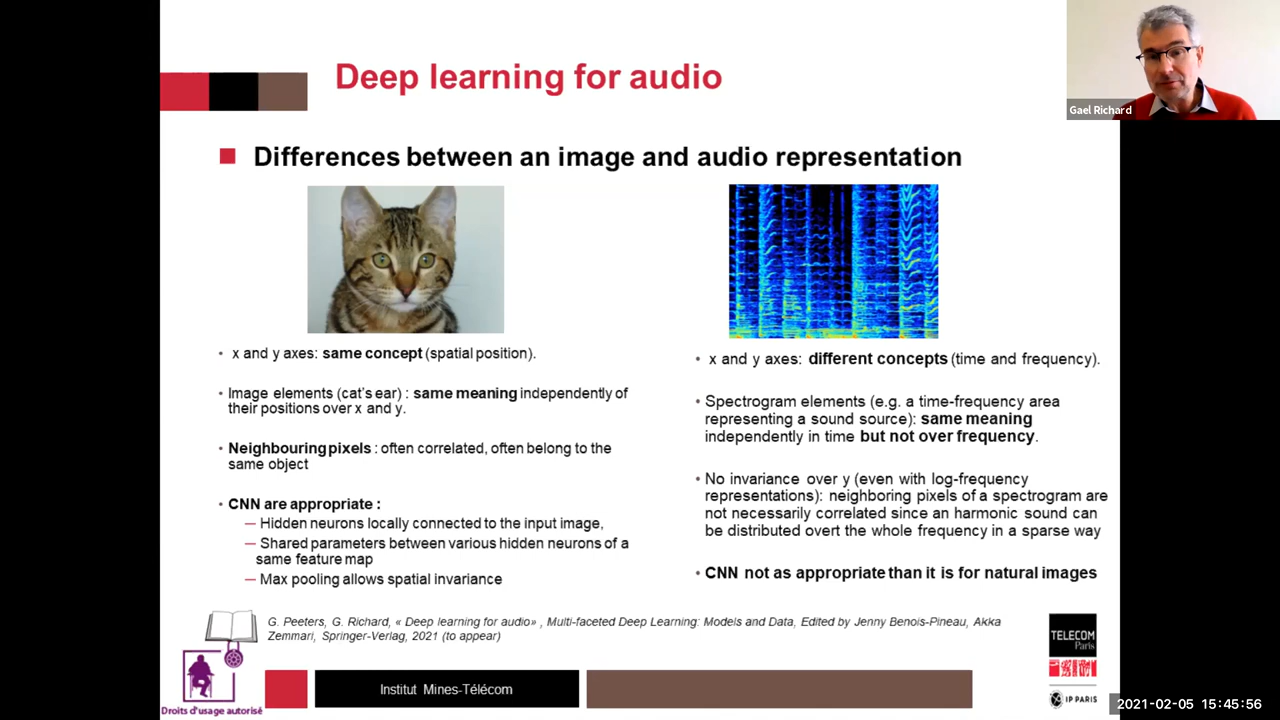 Deep learning for audio
Gael Richard
Differences between an image and audio representation
x and y axes: same concept (spatial position).
Image elements (cat's ear) : same meaning independently of
their positions over x and y.
Neighbouring pixels : often correlated, often belong to the
same object
CNN are appropriate :
— Hidden neurons locally connected to the input image,
— Shared parameters between various hidden neurons of a
same feature map
— Max pooling allows spatial invariance
x and y axes: different concepts (time and frequency).
Spectrogram elements (e.g. a time-frequency area
representing a sound source): same meaning
independently in time but not over frequency.
No invariance over y (even with log-frequency
representations): neighboring pixels of a spectrogram are
not necessarily correlated since an harmonic sound can
be distributed overt the whole frequency in a sparse way
CNN not as appropriate than it is for natural images
G. Peeters, G. Richard, « Deep learning for audio» , Multi-faceted Deep Learning: Models and Data, Edited by Jenny Benois-Pineau, Akka
Zemmari, Springer-Verlag, 2021 (to appear)
Droits d'usage autorisé
Institut Mines-Télécom
TELECOM
Paris
IP PARIS
2021-02-05 15:45:56